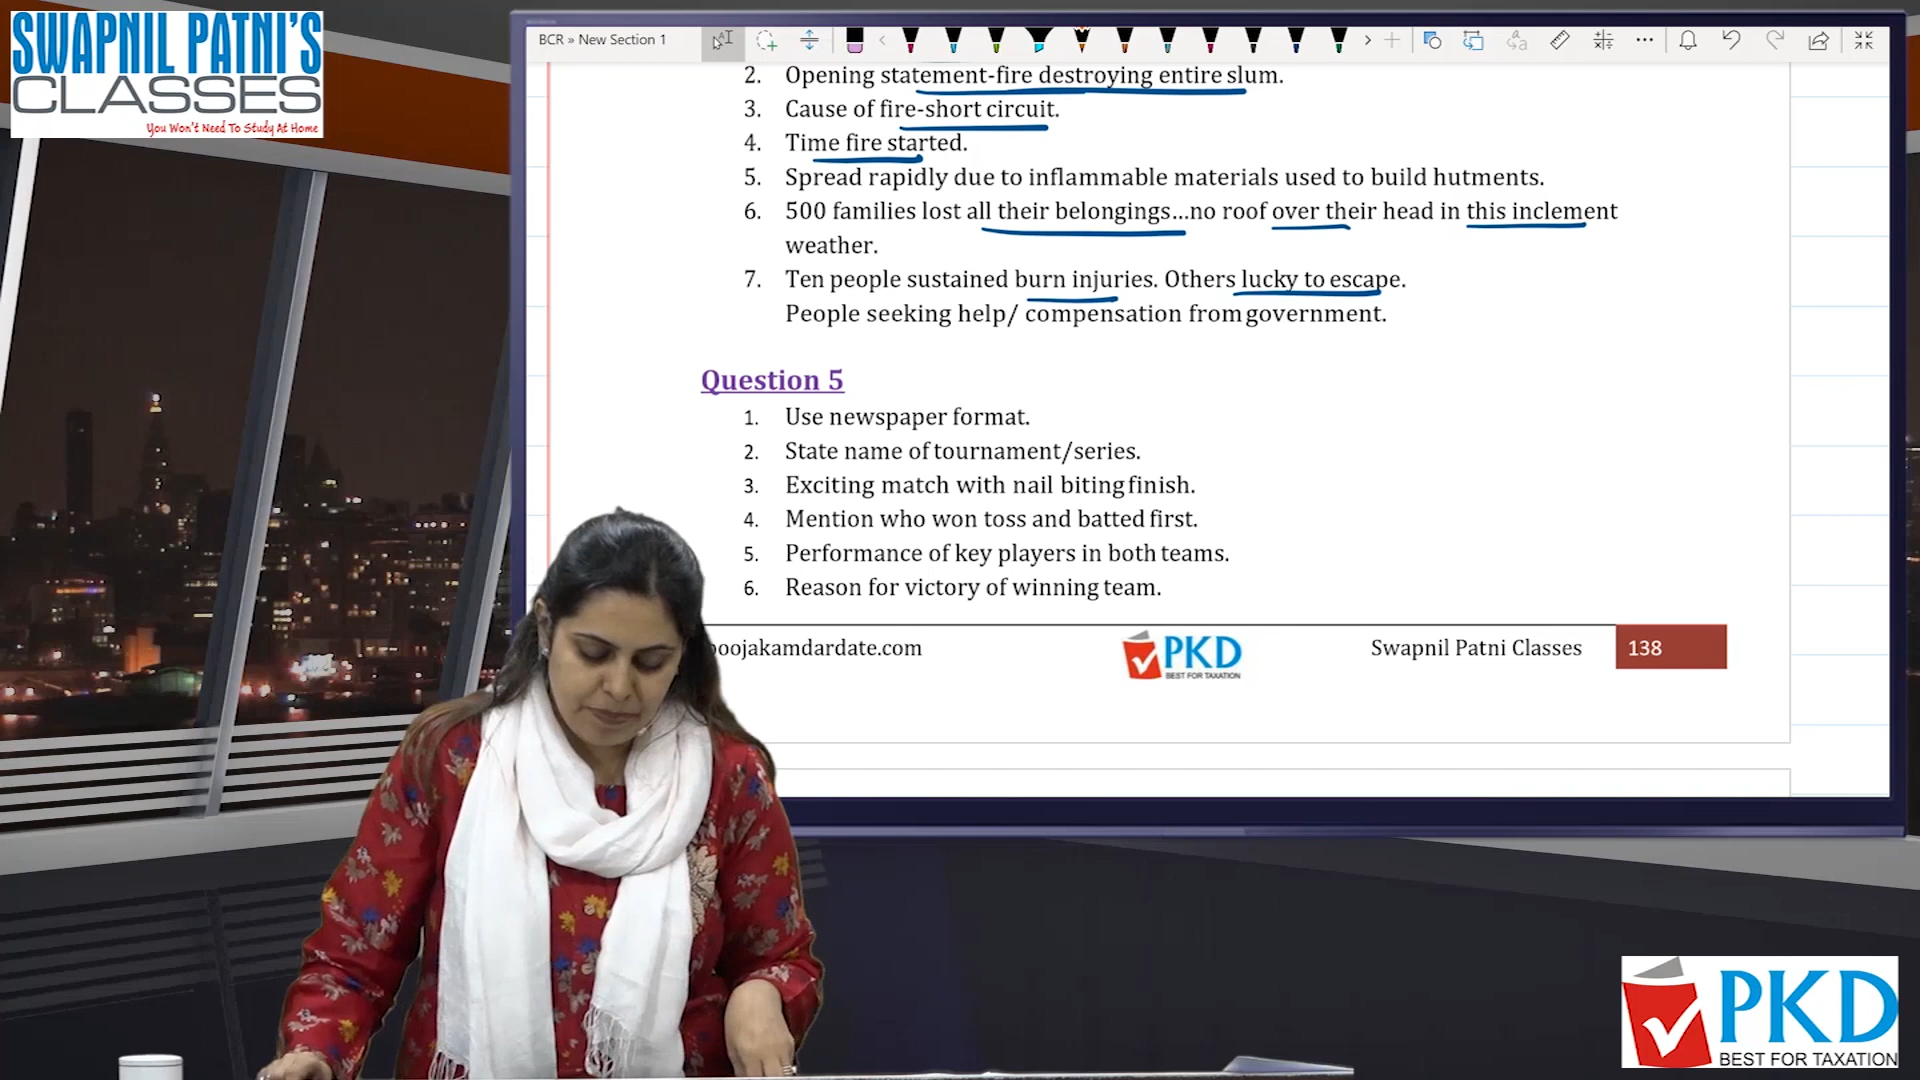 SWAPNIL PATNI'S
CLASSES
You Won't Need To Study At Home
BCR » New Section 1
2. Opening statement-fire destroying entire slum.
3. Cause of fire-short circuit.
4. Time fire started.
5. Spread rapidly due to inflammable materials used to build hutments.
6. 500 families lost all their belongings...no roof over their head in this inclement
weather.
7. Ten people sustained burn injuries. Others lucky to escape.
People seeking help/ compensation from government.
Question 5
1. Use newspaper format.
2. State name of tournament/series.
3. Exciting match with nail biting finish.
4. Mention who won toss and batted first.
5. Performance of key players in both teams.
6. Reason for victory of winning team.
poojakamdardate.com
PKD
BEST FOR TAXATION
Swapnil Patni Classes
138
PKD
BEST FOR TAXATION